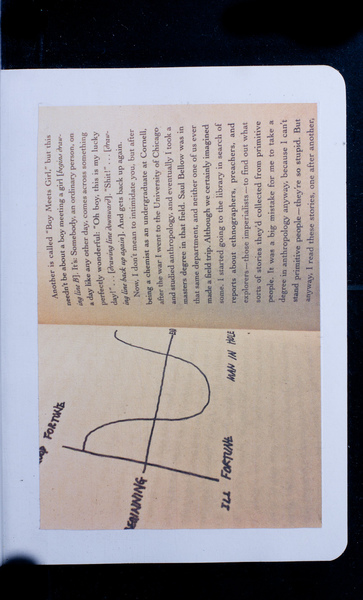 Another is called "Boy Meets Girl," but this
needn't be about a boy meeting a girl [begins draw-
ing line B]. It's: Somebody, an ordinary person, on
a day like any other day, comes across something
perfectly wonderful: "Oh boy, this is my lucky
day!" . . . [drawing line downward]. "Shit!" . . . [draw-
ing line back up again]. And gets back up again.
Now, I don't mean to intimidate you, but after
being a chemist as an undergraduate at Cornell,
after the war I went to the University of Chicago
and studied anthropology, and eventually I took a
masters degree in that field. Saul Bellow was in
that same department, and neither one of us ever
made a field trip. Although we certainly imagined
some. I started going to the library in search of
reports about ethnographers, preachers, and
explorers—those imperialists—to find out what
sorts of stories they'd collected from primitive
people. It was a big mistake for me to take a
degree in anthropology anyway, because I can't
stand primitive people—they're so stupid. But
anyway, I read these stories, one after another,
FORTUNE
BEGINNING
ILL FORTUNE
MAN IN HOLE